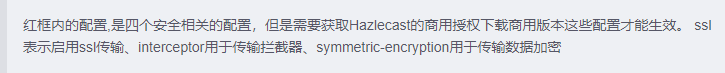 红框内的配置,是四个安全相关的配置，但是需要获取Hazlecast的商用授权下载商用版本这些配置才能生效。 ssl
表示启用ssl传输、interceptor用于传输拦截器、symmetric-encryption用于传输数据加密